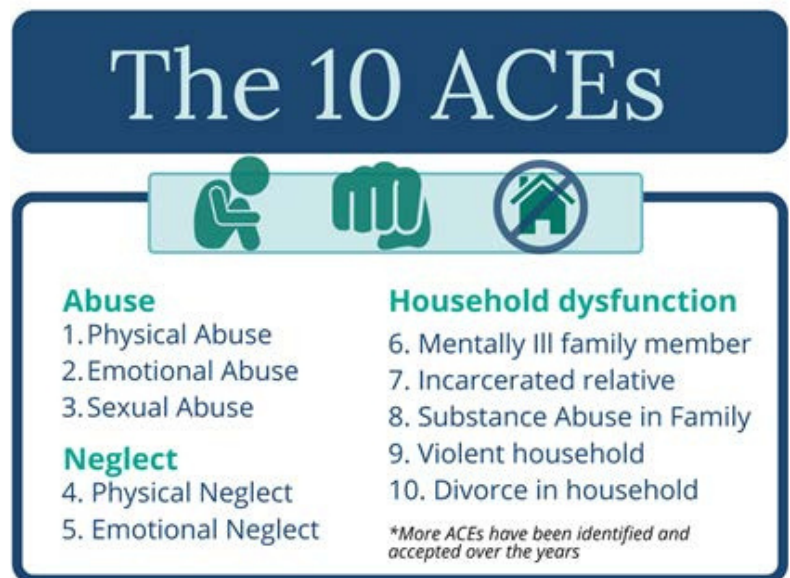 The 10 ACEs
Abuse
1.Physical Abuse
2.Emotional Abuse
3.Sexual Abuse
Neglect
4. Physical Neglect
5. Emotional Neglect
Household dysfunction
6. Mentally Ill family member
7. Incarcerated relative
8. Substance Abuse in Family
9. Violent household
10. Divorce in household
*More ACEs have been identified and
accepted over the years